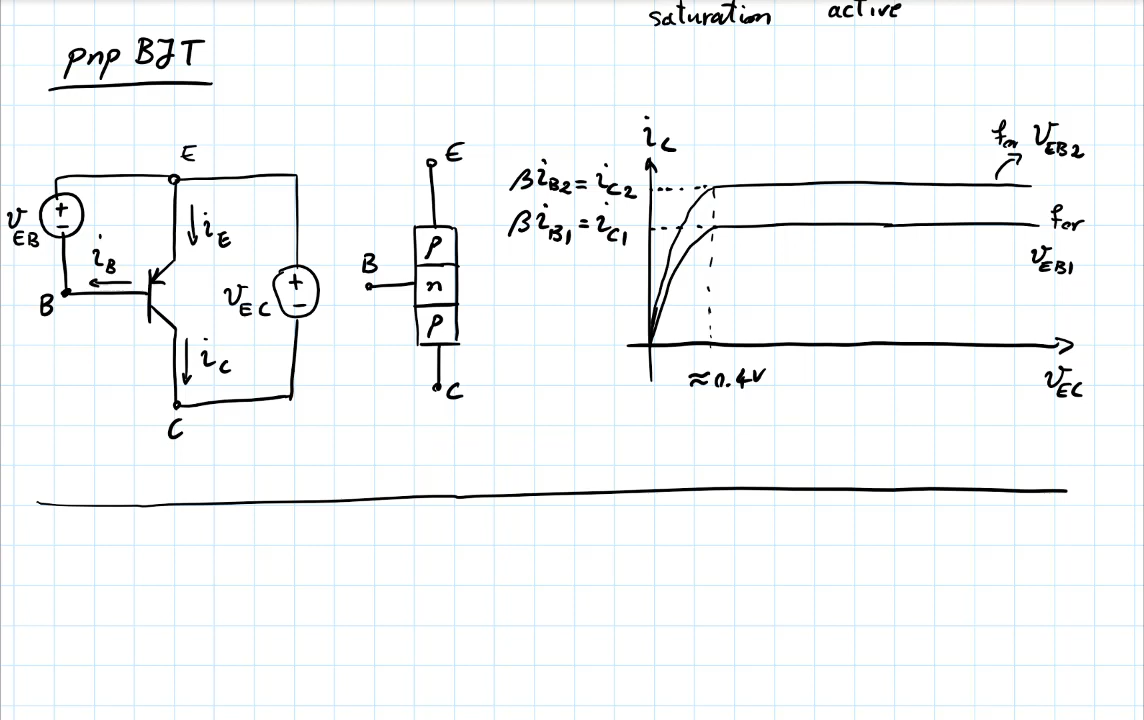 saturation active
pnp BJT
E
v_EB
+
−
i_B
i_E
B
v_EC
+
−
i_C
C
E
B
p
n
p
C
i_C
for v_EB2
βi_B2 = i_C2
βi_B1 = i_C1
for
v_EB1
≈0.4V
v_EC